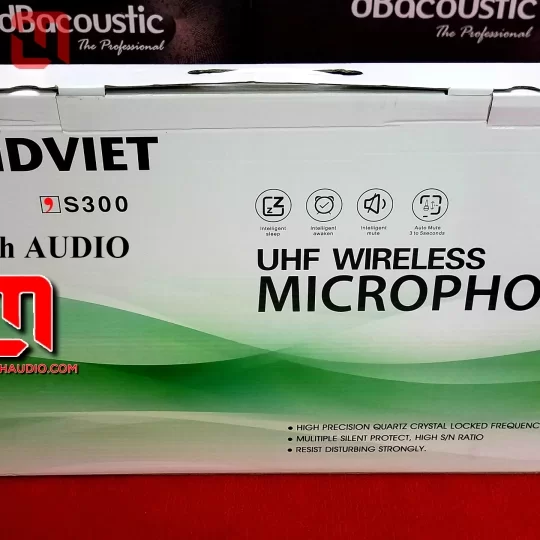 dBacoustic
The Professional
dBacoustic
The Professional
IDVIET
S300
h AUDIO
HAUDIO.COM
Intelligent sleep
Intelligent awaken
Intelligent mute
Auto Mute 3 to 5seconds
UHF WIRELESS
MICROPHO
• HIGH PRECISION QUARTZ CRYSTAL LOCKED FREQUENC
• MULITIPLE SILENT PROTECT, HIGH S/N RATIO
• RESIST DISTURBING STRONGLY.